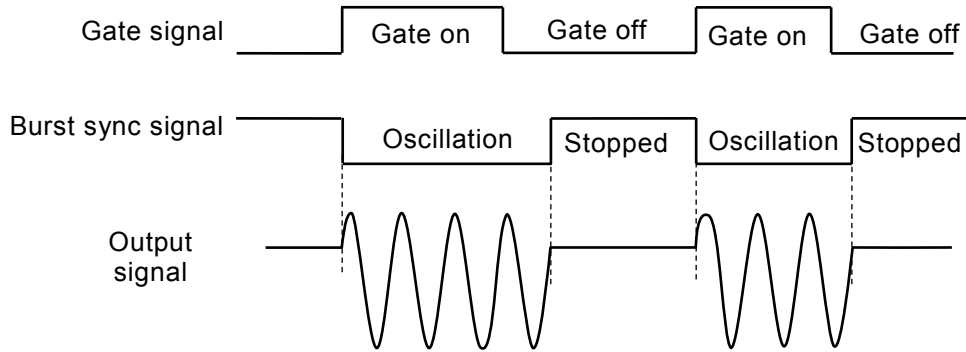 Gate signal
Gate on
Gate off
Gate on
Gate off
Burst sync signal
Oscillation
Stopped
Oscillation
Stopped
Output
signal